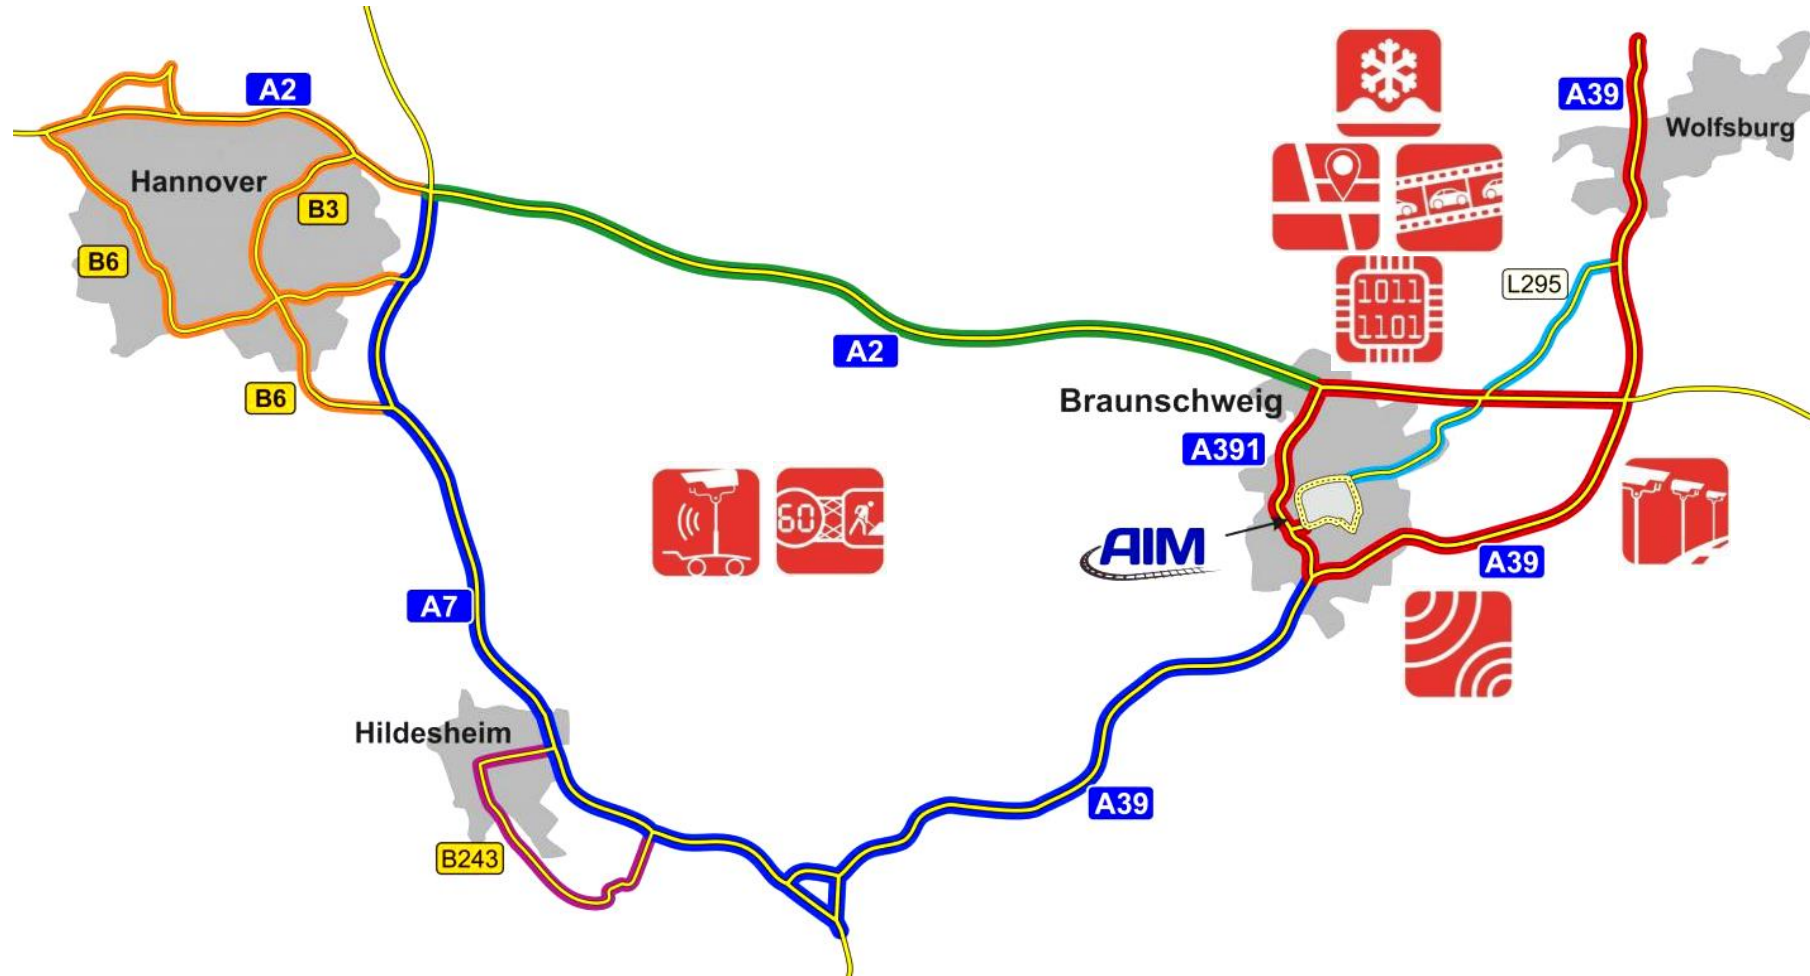 A2
A39
Wolfsburg
Hannover
B3
B6
L295
1011
1101
A2
B6
Braunschweig
A391
60
AIM
A39
A7
Hildesheim
A39
B243